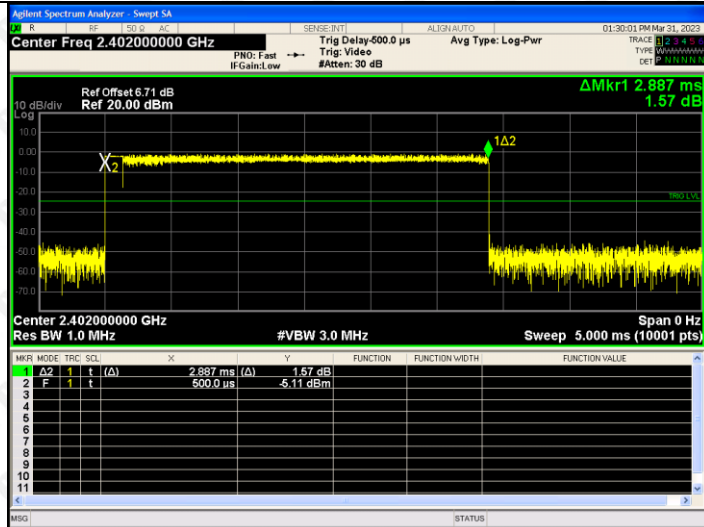 Agilent Spectrum Analyzer - Swept SA
R RF 50 Ω AC SENSE:INT ALIGN AUTO 01:30:01 PM Mar 31, 2023
Center Freq 2.402000000 GHz Trig Delay-500.0 µs Avg Type: Log-Pwr TRACE 1 2 3 4 5 6
PNO: Fast Trig: Video TYPE
IFGain:Low #Atten: 30 dB DET P N N N N N
ΔMkr1 2.887 ms
1.57 dB
Ref Offset 6.71 dB
10 dB/div Ref 20.00 dBm
Log
10.0
0.00
1Δ2
X2
-10.0
-20.0
TRIG LVL
-30.0
-40.0
-50.0
-60.0
-70.0
Center 2.402000000 GHz Span 0 Hz
Res BW 1.0 MHz #VBW 3.0 MHz Sweep 5.000 ms (10001 pts)
MKR MODE TRC SCL X Y FUNCTION FUNCTION WIDTH FUNCTION VALUE
1 Δ2 1 t (Δ) 2.887 ms (Δ) 1.57 dB
2 F 1 t 500.0 µs -5.11 dBm
3
4
5
6
7
8
9
10
11
MSG STATUS